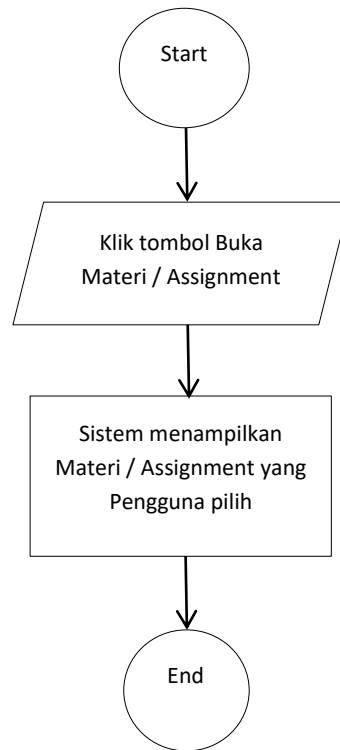 Start
Klik tombol Buka
Materi / Assignment
Sistem menampilkan
Materi / Assignment yang
Pengguna pilih
End